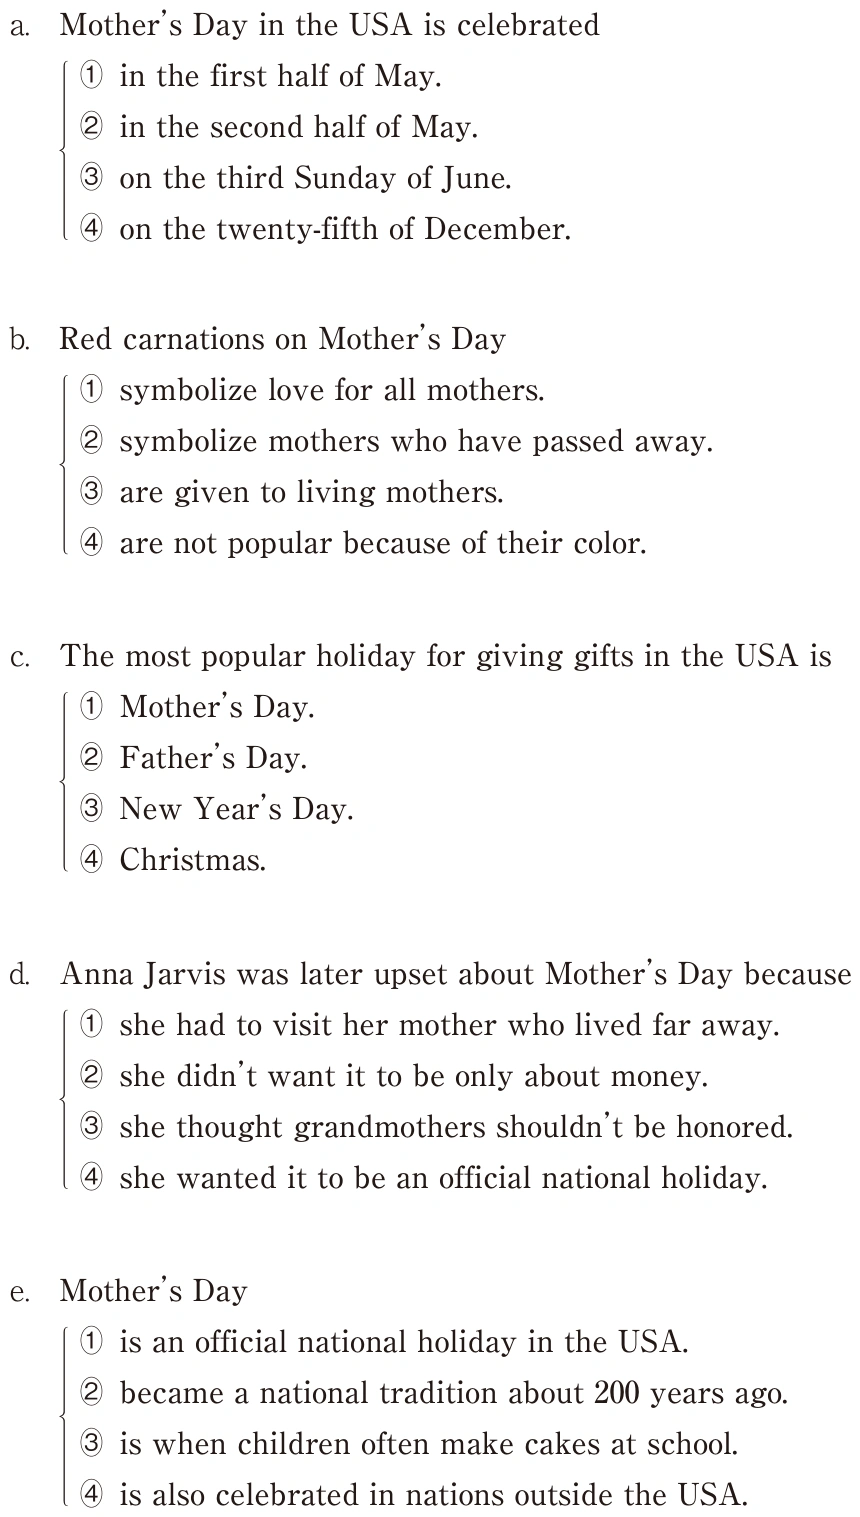 a. Mother's Day in the USA is celebrated
① in the first half of May.
② in the second half of May.
③ on the third Sunday of June.
④ on the twenty-fifth of December.
b. Red carnations on Mother's Day
① symbolize love for all mothers.
② symbolize mothers who have passed away.
③ are given to living mothers.
④ are not popular because of their color.
c. The most popular holiday for giving gifts in the USA is
① Mother's Day.
② Father's Day.
③ New Year's Day.
④ Christmas.
d. Anna Jarvis was later upset about Mother's Day because
① she had to visit her mother who lived far away.
② she didn't want it to be only about money.
③ she thought grandmothers shouldn't be honored.
④ she wanted it to be an official national holiday.
e. Mother's Day
① is an official national holiday in the USA.
② became a national tradition about 200 years ago.
③ is when children often make cakes at school.
④ is also celebrated in nations outside the USA.